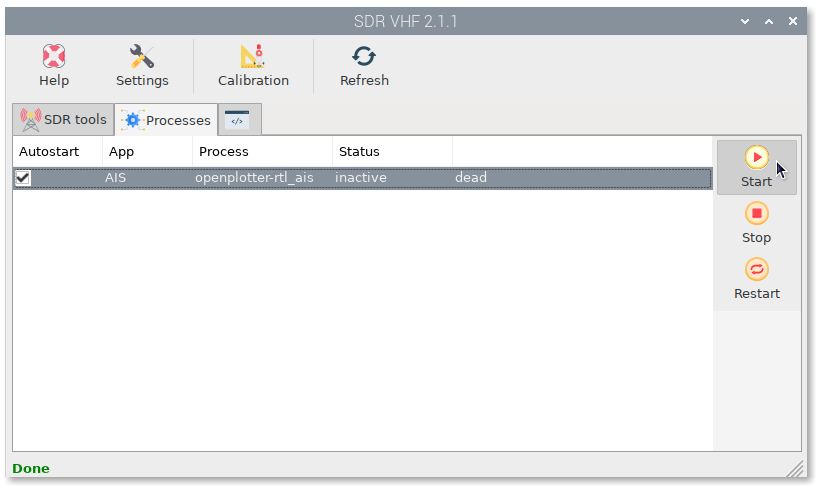 SDR VHF 2.1.1
Help Settings Calibration Refresh
SDR tools Processes </>
Autostart App Process Status
AIS openplotter-rtl_ais inactive dead
Start
Stop
Restart
Done